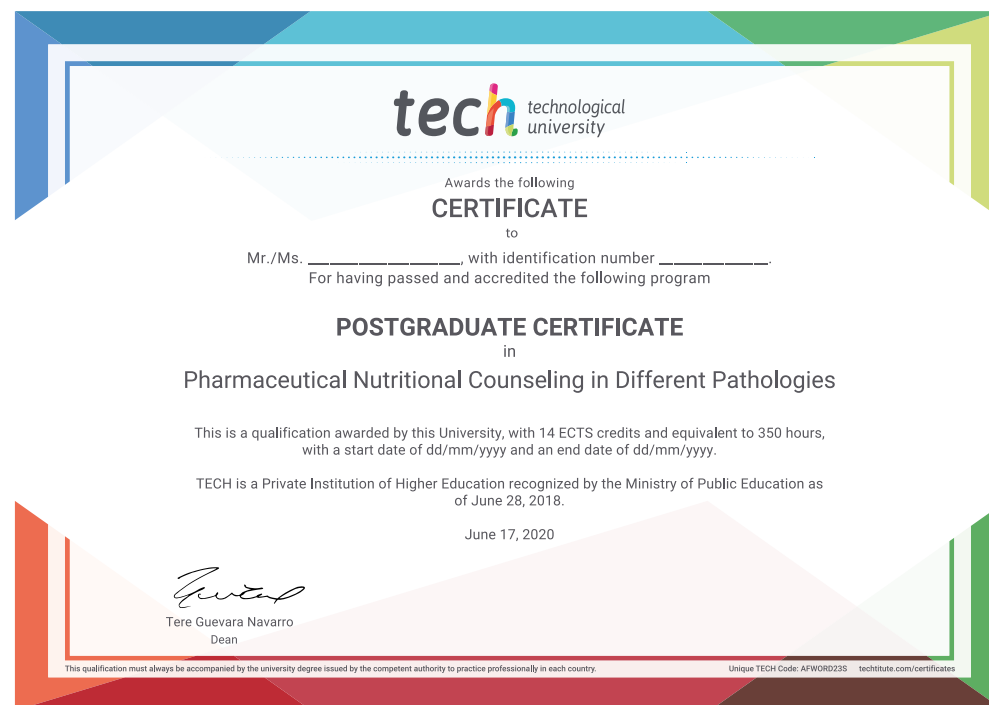 tech technological
university
Awards the following
CERTIFICATE
to
Mr./Ms. ____________________, with identification number ______________.
For having passed and accredited the following program
POSTGRADUATE CERTIFICATE
in
Pharmaceutical Nutritional Counseling in Different Pathologies
This is a qualification awarded by this University, with 14 ECTS credits and equivalent to 350 hours,
with a start date of dd/mm/yyyy and an end date of dd/mm/yyyy.
TECH is a Private Institution of Higher Education recognized by the Ministry of Public Education as
of June 28, 2018.
June 17, 2020
Tere Guevara Navarro
Dean
This qualification must always be accompanied by the university degree issued by the competent authority to practice professionally in each country.
Unique TECH Code: AFWORD23S techtitute.com/certificates